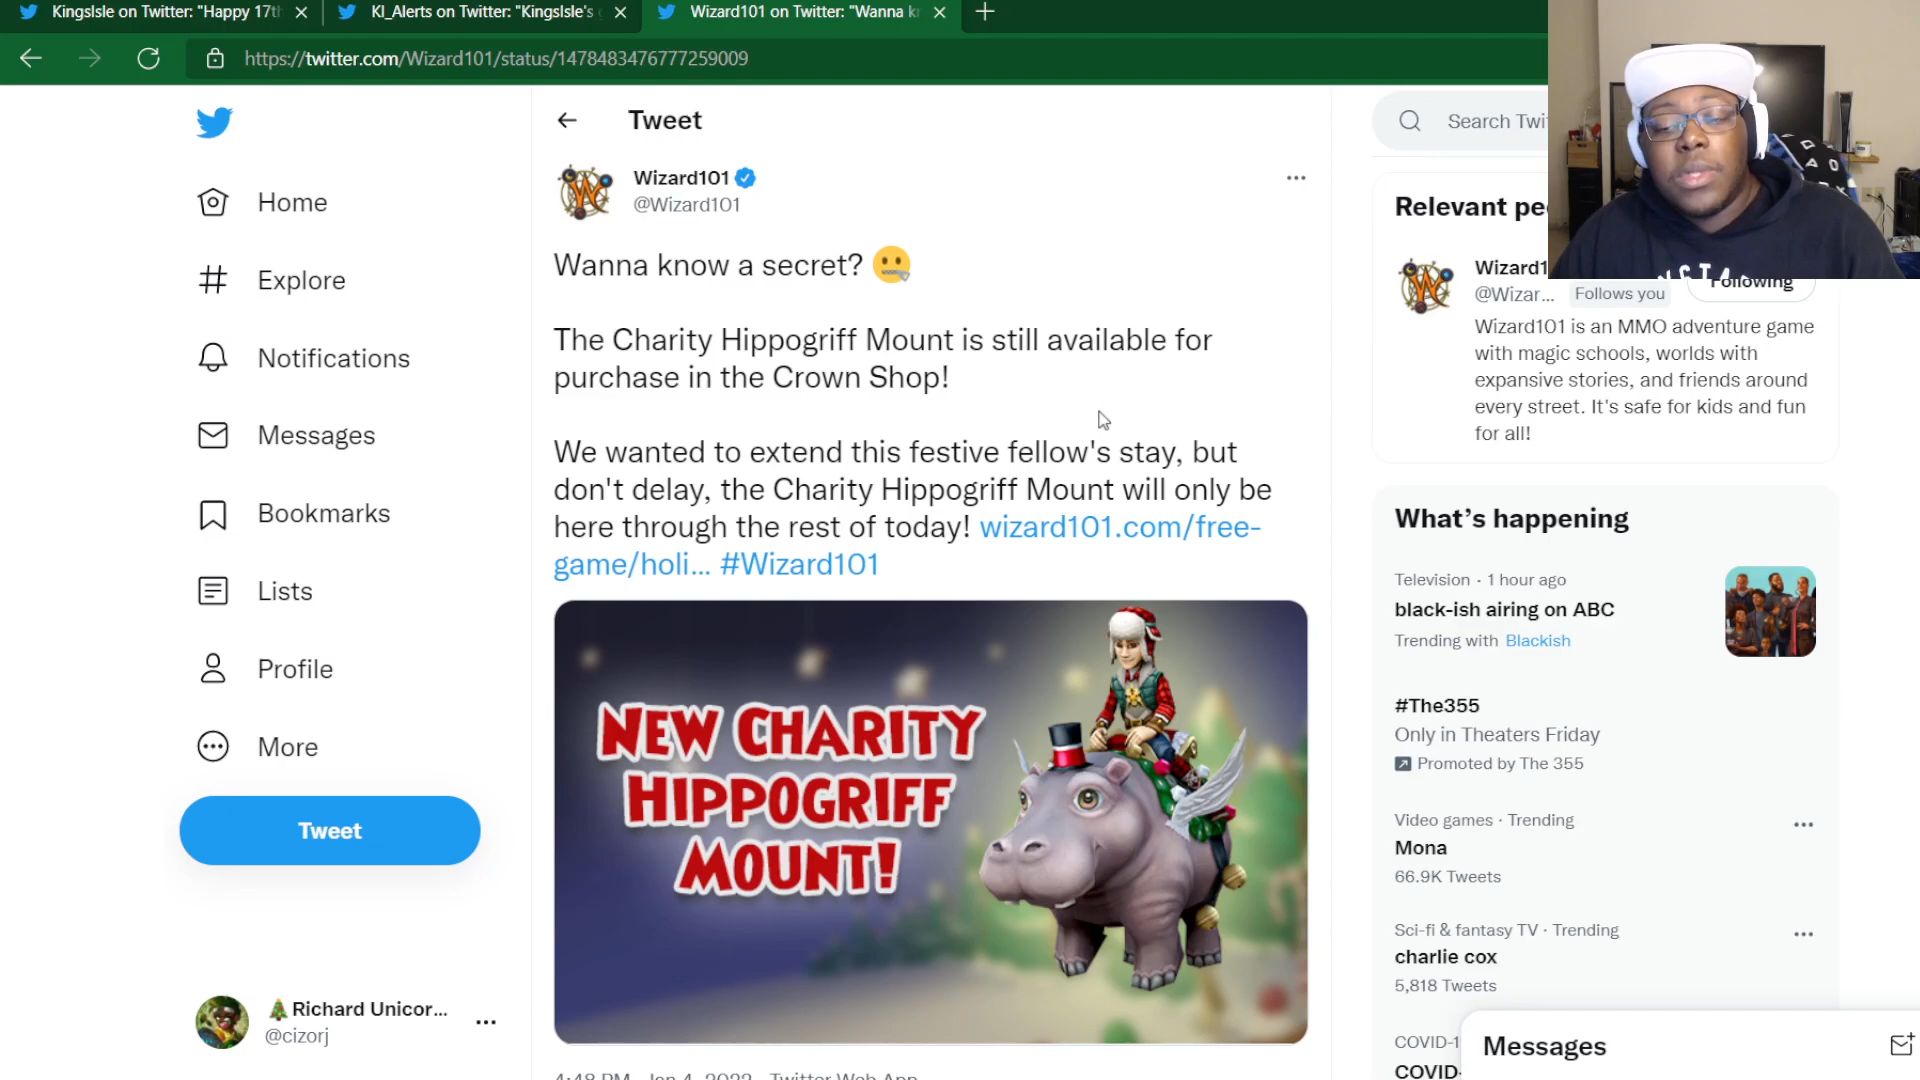 KingsIsle on Twitter: "Happy 17th
KI_Alerts on Twitter: "KingsIsle's
Wizard101 on Twitter: "Wanna k
https://twitter.com/Wizard101/status/1478483476777259009
Home
Explore
Notifications
Messages
Bookmarks
Lists
Profile
More
Tweet
🎄Richard Unicor...
@cizorj
Tweet
Wizard101
@Wizard101
Wanna know a secret? 🤐
The Charity Hippogriff Mount is still available for
purchase in the Crown Shop!
We wanted to extend this festive fellow's stay, but
don't delay, the Charity Hippogriff Mount will only be
here through the rest of today! wizard101.com/free-
game/holi... #Wizard101
NEW CHARITY
HIPPOGRIFF
MOUNT!
4:48 PM · Jan 4, 2022 · Twitter Web App
Search Twi
Relevant pe
Wizard1
@Wizar... Follows you
Following
Wizard101 is an MMO adventure game
with magic schools, worlds with
expansive stories, and friends around
every street. It's safe for kids and fun
for all!
What's happening
Television · 1 hour ago
black-ish airing on ABC
Trending with Blackish
#The355
Only in Theaters Friday
Promoted by The 355
Video games · Trending
Mona
66.9K Tweets
Sci-fi & fantasy TV · Trending
charlie cox
5,818 Tweets
COVID-1
COVID-
Messages